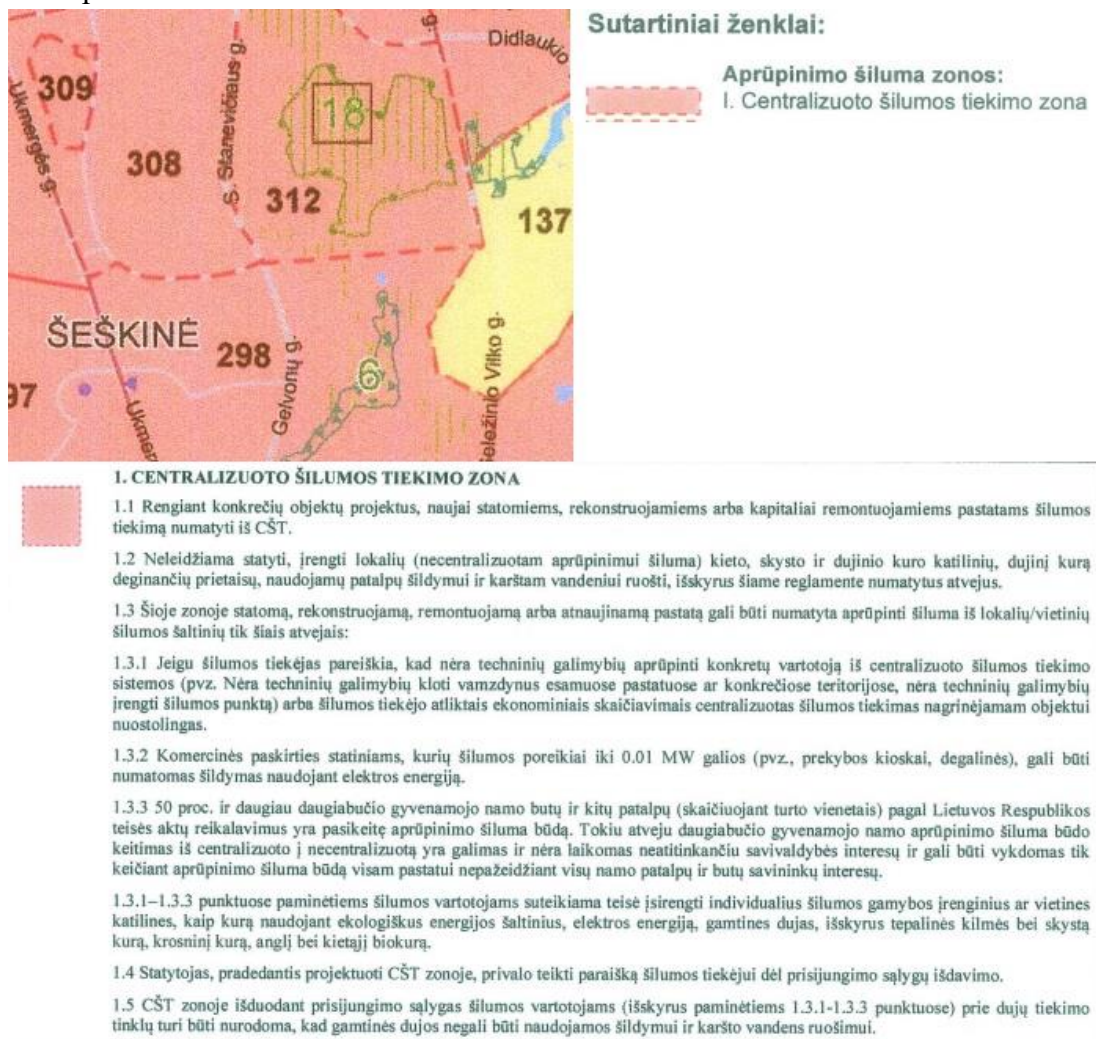 Sutartiniai ženklai:
Aprūpinimo šiluma zonos:
I. Centralizuoto šilumos tiekimo zona
Didlaukio
309
18
Ukmergės g.
S. Stanevičiaus g.
308
312
137
ŠEŠKINĖ
298
Gelvonų g.
6
97
1. CENTRALIZUOTO ŠILUMOS TIEKIMO ZONA
1.1 Rengiant konkrečių objektų projektus, naujai statomiems, rekonstruojamiems arba kapitaliai remontuojamiems pastatams šilumos
tiekimą numatyti iš CŠT.
1.2 Neleidžiama statyti, įrengti lokalių (necentralizuotam aprūpinimui šiluma) kieto, skysto ir dujinio kuro katilinių, dujinį kurą
deginančių prietaisų, naudojamų patalpų šildymui ir karštam vandeniui ruošti, išskyrus šiame reglamente numatytus atvejus.
1.3 Šioje zonoje statomą, rekonstruojamą, remontuojamą arba atnaujinamą pastatą gali būti numatyta aprūpinti šiluma iš lokalių/vietinių
šilumos šaltinių tik šiais atvejais:
1.3.1 Jeigu šilumos tiekėjas pareiškia, kad nėra techninių galimybių aprūpinti konkretų vartotoją iš centralizuoto šilumos tiekimo
sistemos (pvz. Nėra techninių galimybių kloti vamzdynus esamuose pastatuose ar konkrečiose teritorijose, nėra techninių galimybių
įrengti šilumos punktą) arba šilumos tiekėjo atliktais ekonominiais skaičiavimais centralizuotas šilumos tiekimas nagrinėjamam objektui
nuostolingas.
1.3.2 Komercinės paskirties statiniams, kurių šilumos poreikiai iki 0.01 MW galios (pvz., prekybos kioskai, degalinės), gali būti
numatomas šildymas naudojant elektros energiją.
1.3.3 50 proc. ir daugiau daugiabučio gyvenamojo namo butų ir kitų patalpų (skaičiuojant turto vienetais) pagal Lietuvos Respublikos
teisės aktų reikalavimus yra pasikeitę aprūpinimo šiluma būdą. Tokiu atveju daugiabučio gyvenamojo namo aprūpinimo šiluma būdo
keitimas iš centralizuoto į necentralizuotą yra galimas ir nėra laikomas neatitinkančiu savivaldybės interesų ir gali būti vykdomas tik
keičiant aprūpinimo šiluma būdą visam pastatui nepažeidžiant visų namo patalpų ir butų savininkų interesų.
1.3.1–1.3.3 punktuose paminėtiems šilumos vartotojams suteikiama teisė įsirengti individualius šilumos gamybos įrenginius ar vietines
katilines, kaip kurą naudojant ekologiškus energijos šaltinius, elektros energiją, gamtines dujas, išskyrus tepalinės kilmės bei skystą
kurą, krosninį kurą, anglį bei kietąjį biokurą.
1.4 Statytojas, pradedantis projektuoti CŠT zonoje, privalo teikti paraišką šilumos tiekėjui dėl prisijungimo sąlygų išdavimo.
1.5 CŠT zonoje išduodant prisijungimo sąlygas šilumos vartotojams (išskyrus paminėtiems 1.3.1-1.3.3 punktuose) prie dujų tiekimo
tinklų turi būti nurodoma, kad gamtinės dujos negali būti naudojamos šildymui ir karšto vandens ruošimui.